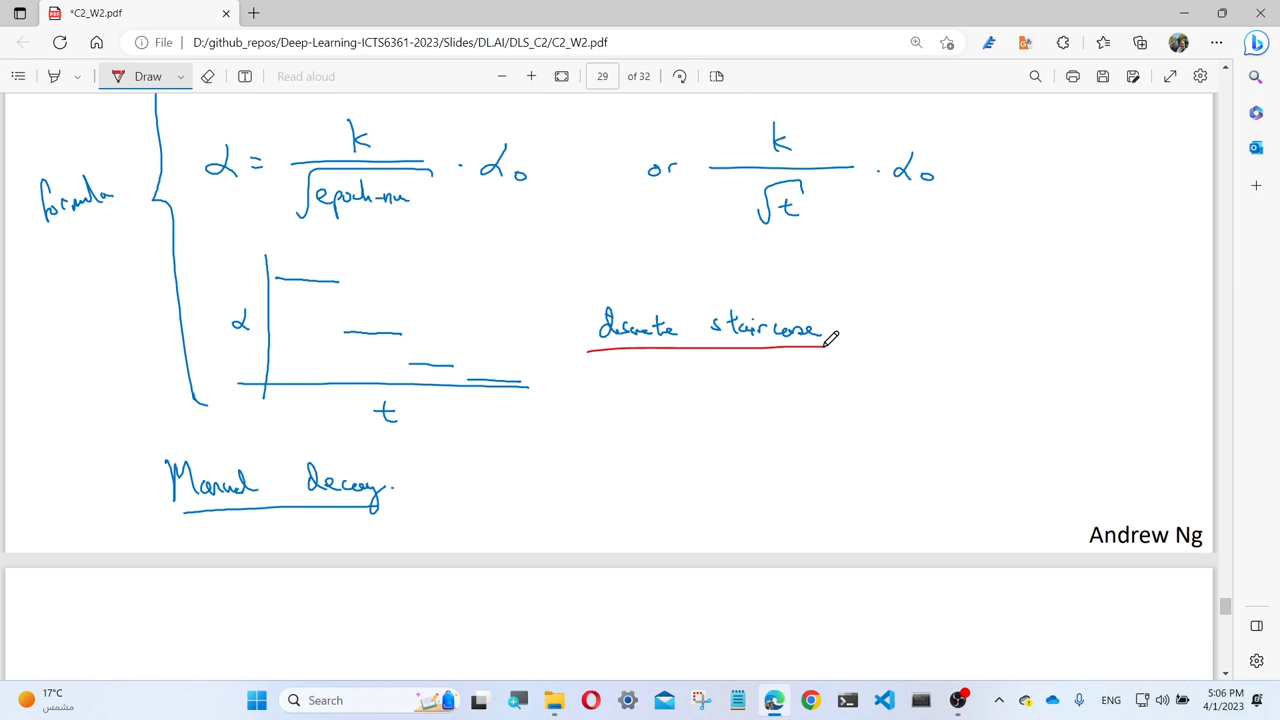 *C2_W2.pdf
File
D:/github_repos/Deep-Learning-ICTS6361-2023/Slides/DL.AI/DLS_C2/C2_W2.pdf
Draw
Read aloud
29 of 32
α = k / √epoch-nu · α₀ or k / √t · α₀
formula
α
discrete staircase
t
Manual decay.
Andrew Ng
17°C
مشمس
Search
ENG
5:06 PM
4/1/2023